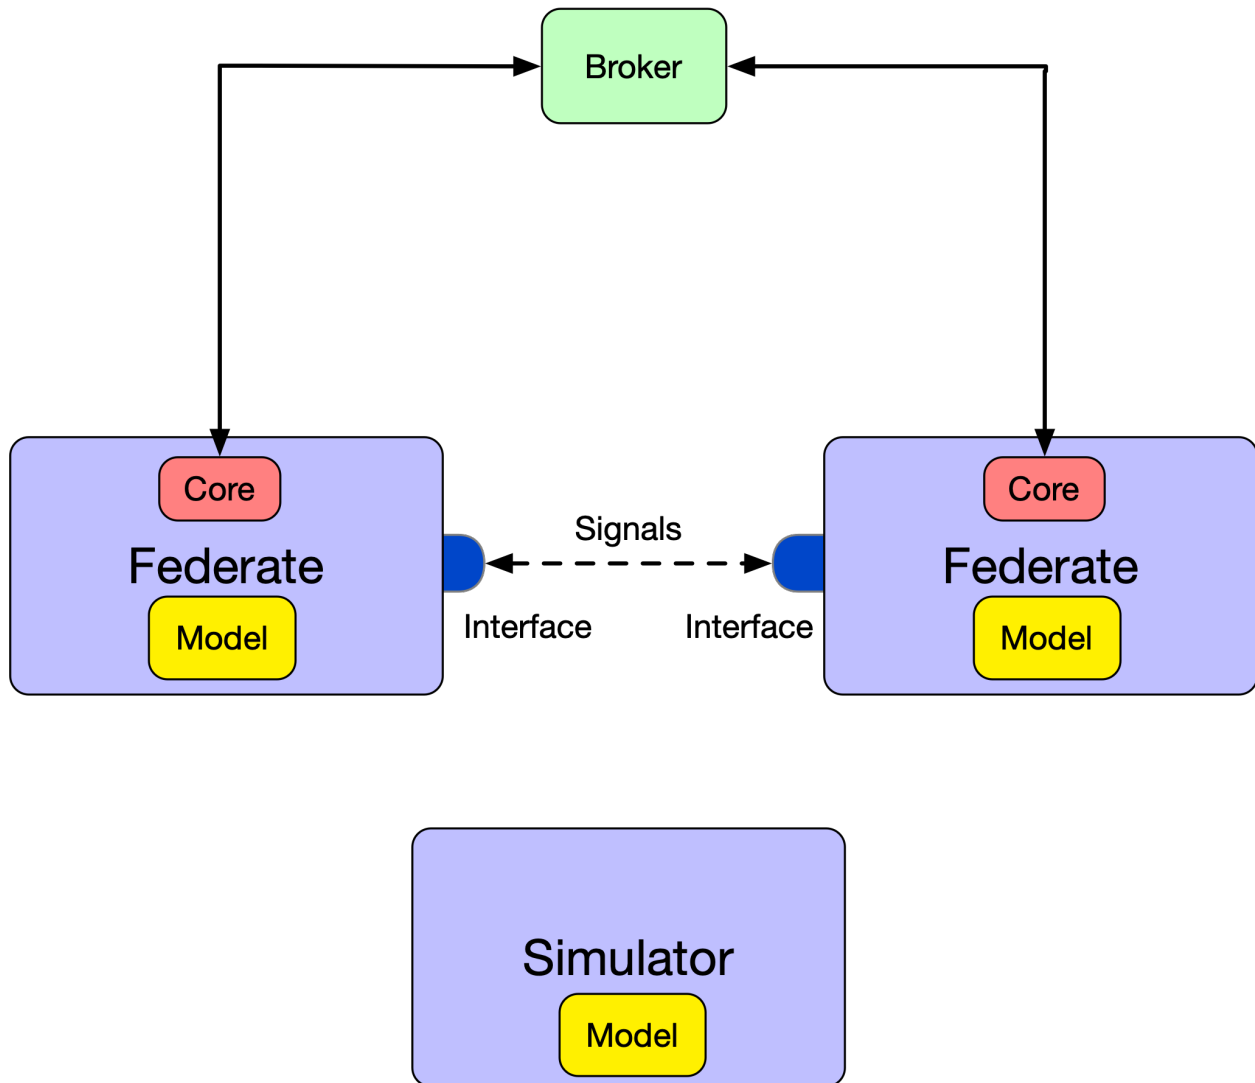 Broker
Core
Core
Signals
Federate
Federate
Interface
Interface
Model
Model
Simulator
Model